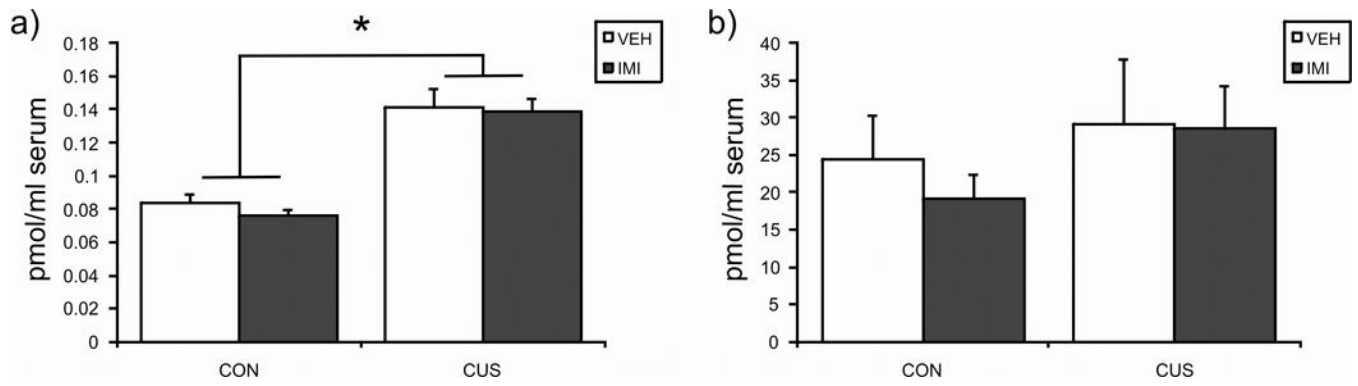 a)
*
VEH
IMI
pmol/ml serum
0.18
0.16
0.14
0.12
0.1
0.08
0.06
0.04
0.02
0
CON
CUS
b)
VEH
IMI
pmol/ml serum
40
35
30
25
20
15
10
5
0
CON
CUS